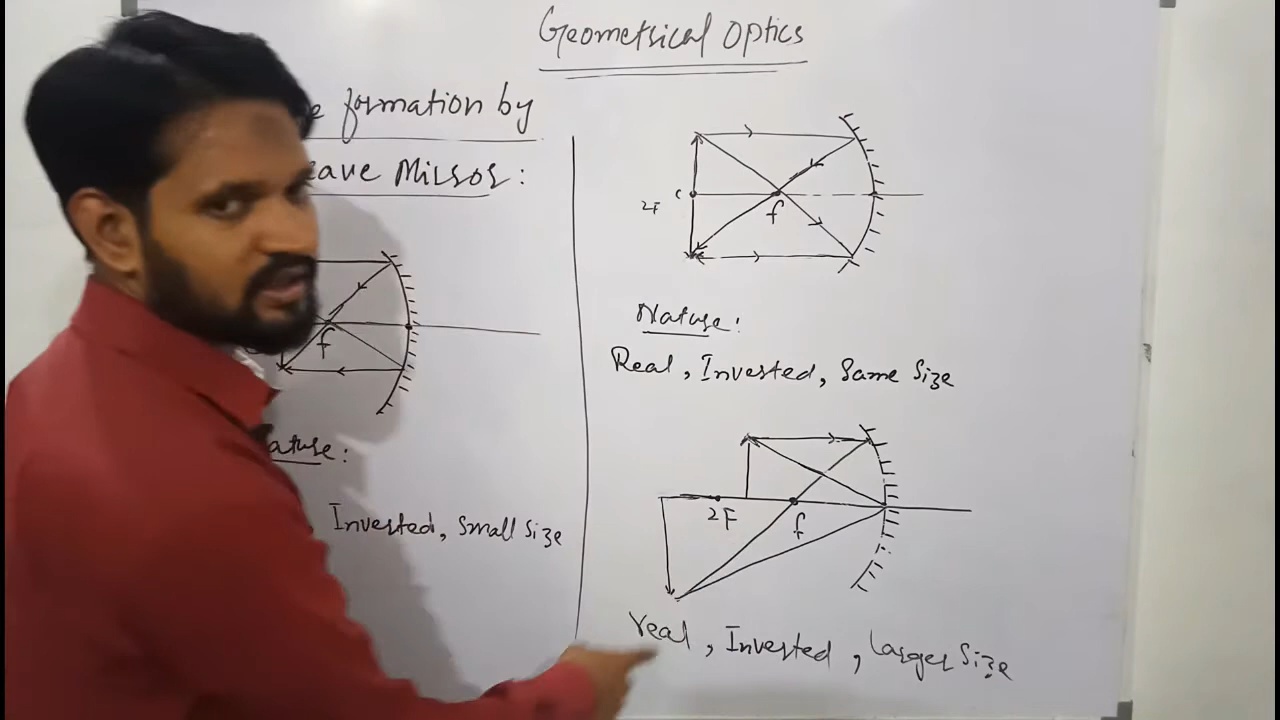 Geometrical Optics
formation by
Mirror:
f
Inverted, Small Size
2F
c
f
Nature:
Real, Inverted, Same Size
2F
f
real, Inverted, Larger Size